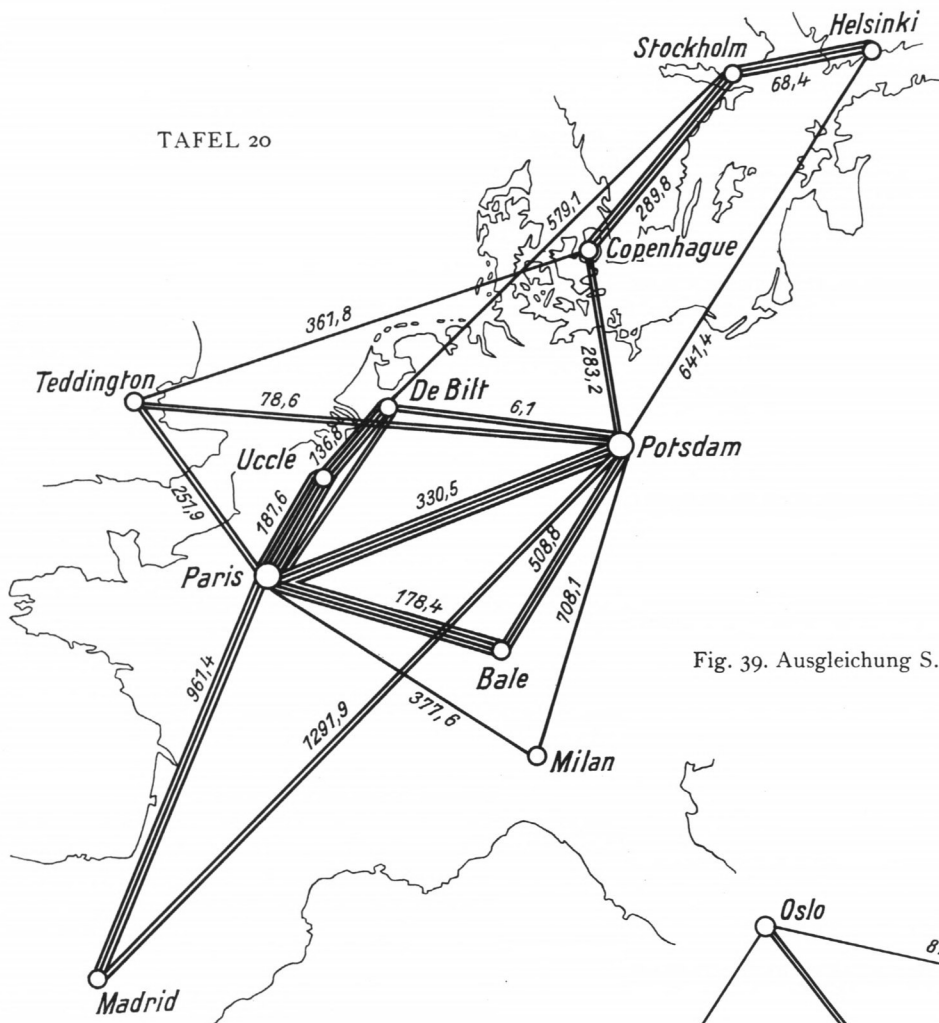 Helsinki
Stockholm
68,4
TAFEL 20
579,1
289,8
Copenhague
361,8
283,2
641,4
Teddington
78,6
De Bilt
6,1
136,8
Ucclé
Potsdam
251,9
187,6
330,5
508,8
Paris
178,4
708,1
Bale
Fig. 39. Ausgleichung S.
961,4
377,6
1291,9
Milan
Oslo
Madrid